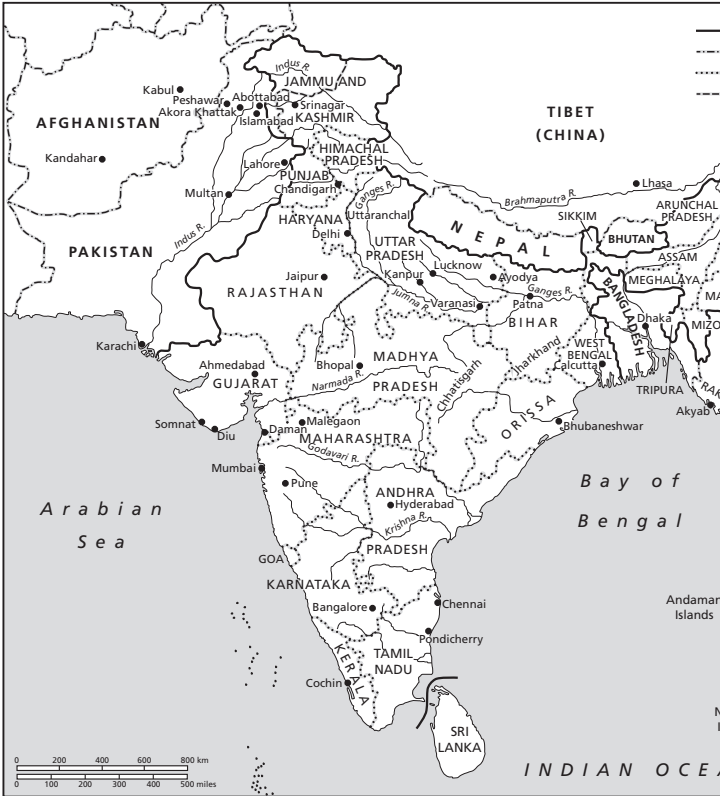 Indus R.
JAMMU AND
KASHMIR
Kabul
Peshawar
Abottabad
Akora Khattak
Islamabad
Srinagar
AFGHANISTAN
TIBET
(CHINA)
HIMACHAL
PRADESH
Kandahar
Lahore
PUNJAB
Chandigarh
Multan
Ganges R.
Lhasa
Brahmaputra R.
ARUNCHAL
PRADESH
SIKKIM
Indus R.
HARYANA
Uttaranchal
Delhi
NEPAL
BHUTAN
PAKISTAN
UTTAR
PRADESH
Lucknow
Ayodya
ASSAM
MEGHALAYA
Jaipur
RAJASTHAN
Kanpur
Jumna R.
Varanasi
Ganges R.
Patna
BANGLADESH
MA
BIHAR
Dhaka
MIZO
Karachi
Ahmedabad
GUJARAT
Bhopal
MADHYA
PRADESH
Narmada R.
Chhatisgarh
Jharkhand
WEST
BENGAL
Calcutta
TRIPURA
RAK
Akyab
Somnat
Diu
Daman
Malegaon
MAHARASHTRA
ORISSA
Bhubaneshwar
Godavari R.
Mumbai
Pune
Arabian
Sea
ANDHRA
Hyderabad
Krishna R.
PRADESH
Bay of
Bengal
GOA
KARNATAKA
Bangalore
Chennai
Andaman
Islands
Pondicherry
KERALA
TAMIL
NADU
Cochin
SRI
LANKA
N
I
INDIAN OCEA
0 200 400 600 800 km
0 100 200 300 400 500 miles